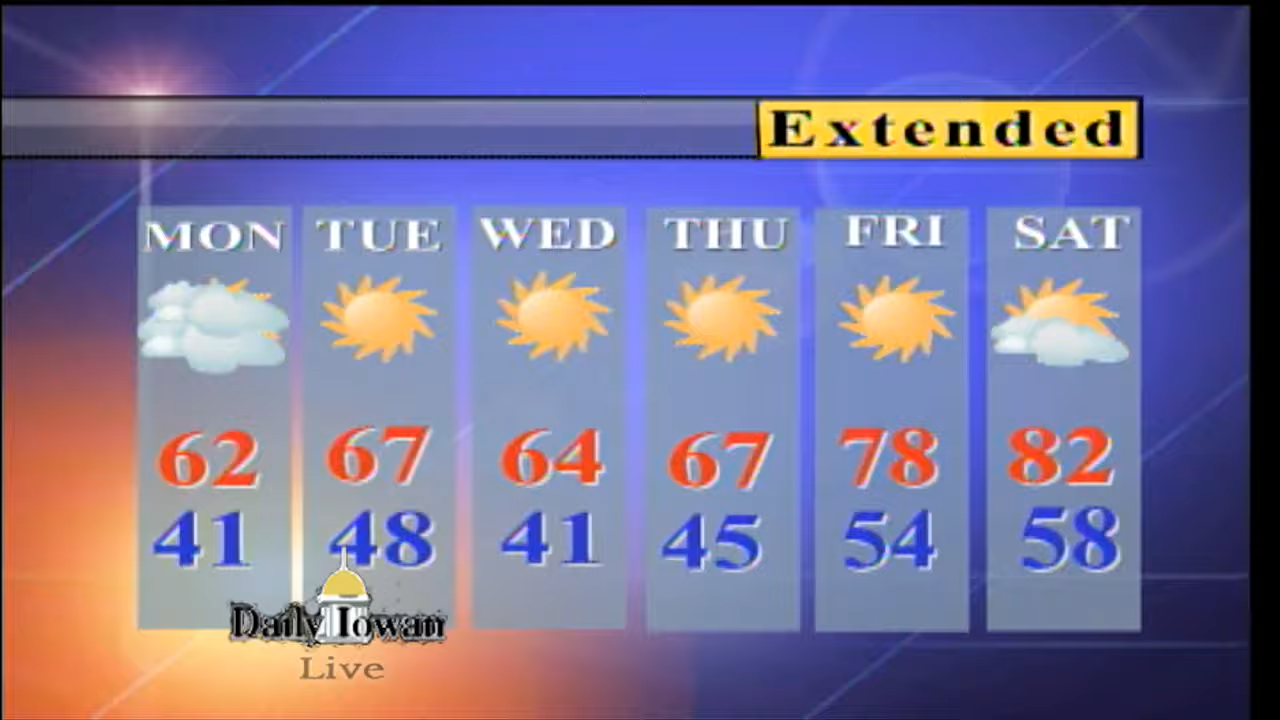 Extended
MON TUE WED THU FRI SAT
62 67 64 67 78 82
41 48 41 45 54 58
Daily Iowan
Live